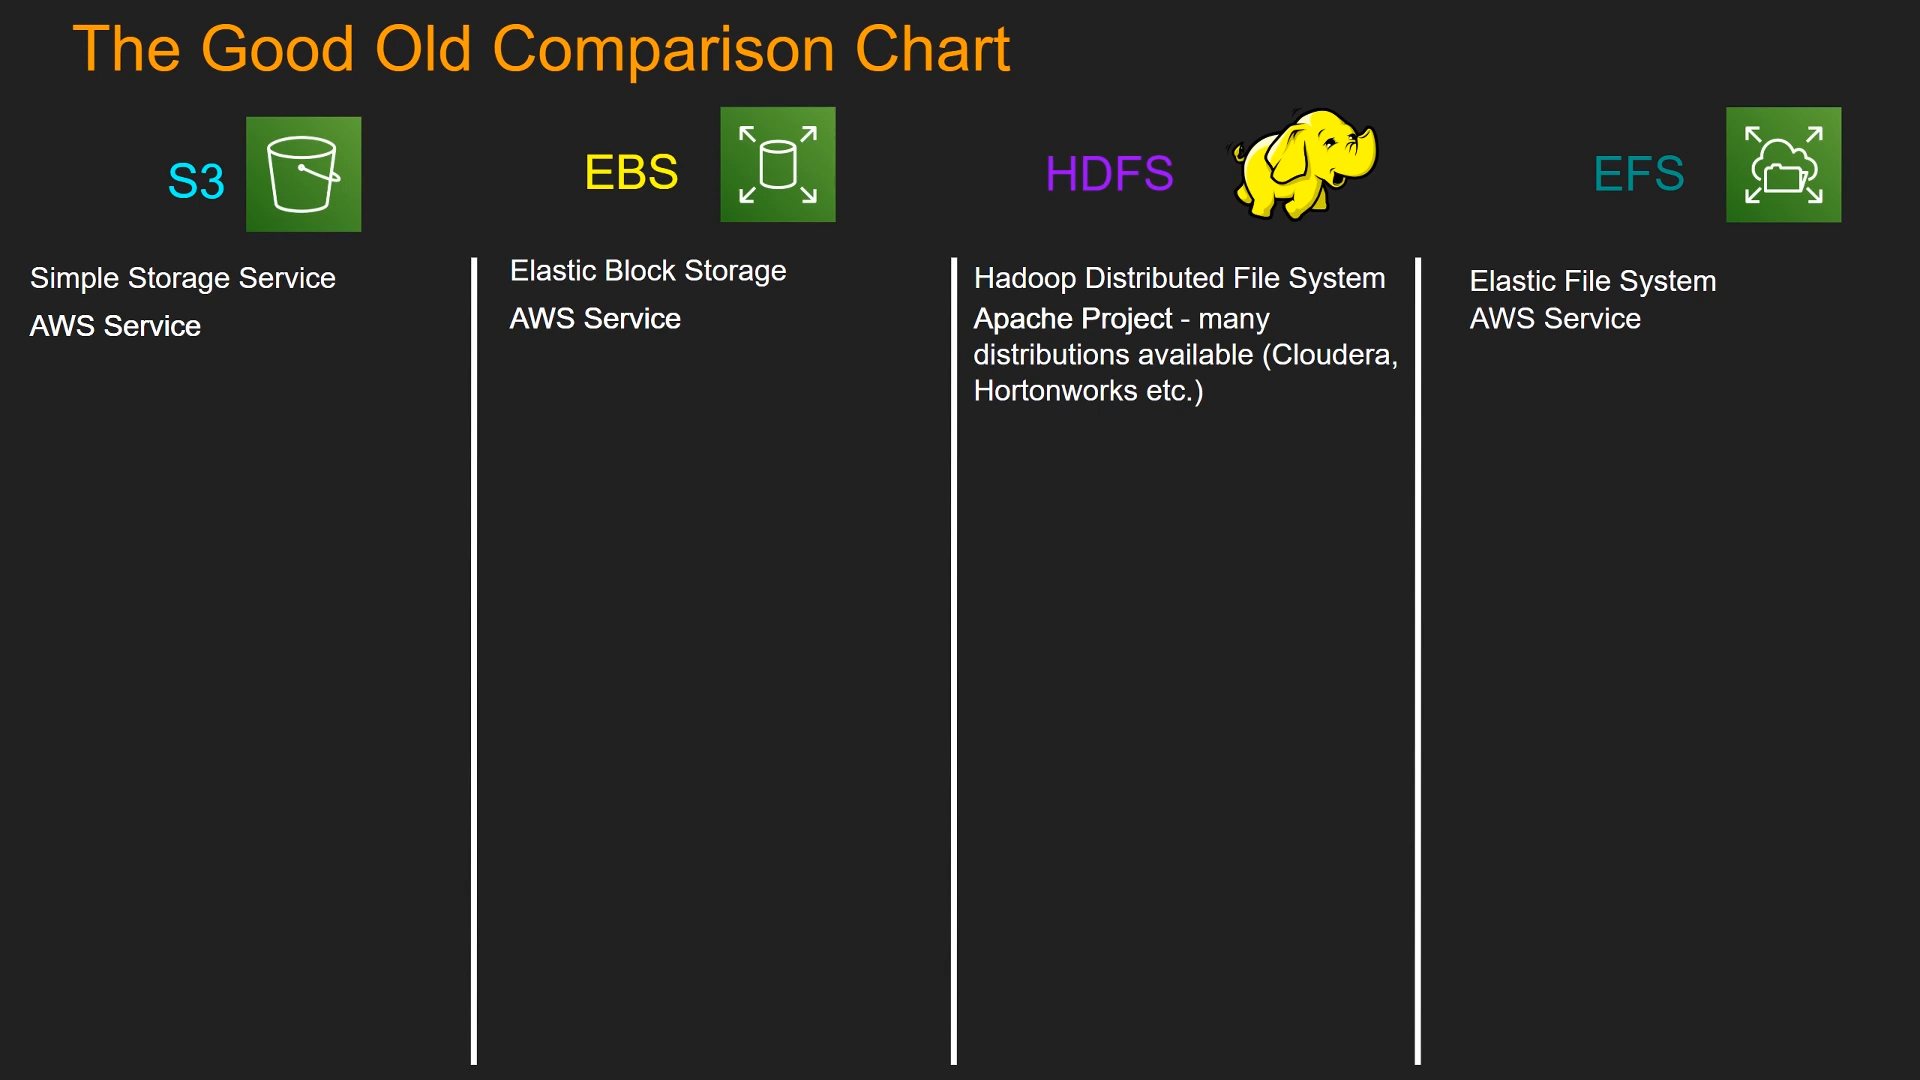 The Good Old Comparison Chart
S3
EBS
HDFS
EFS
Simple Storage Service
AWS Service
Elastic Block Storage
AWS Service
Hadoop Distributed File System
Apache Project - many
distributions available (Cloudera,
Hortonworks etc.)
Elastic File System
AWS Service